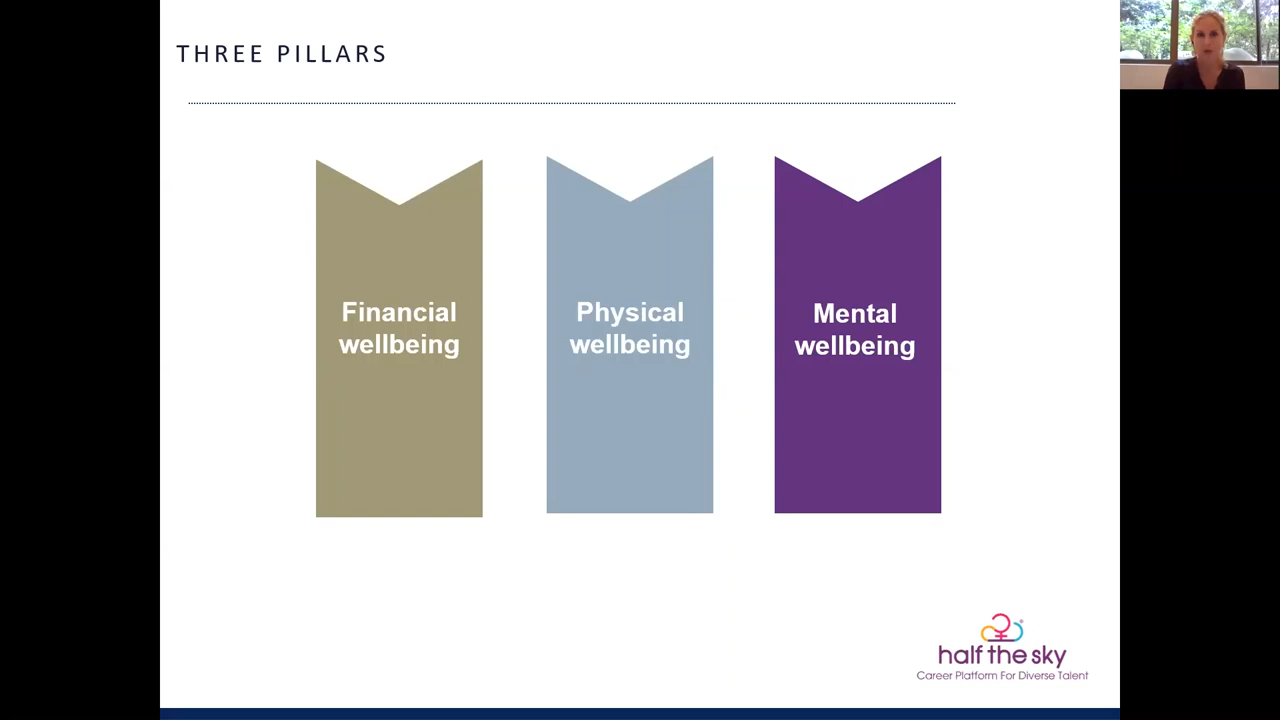 THREE PILLARS
Financial
wellbeing
Physical
wellbeing
Mental
wellbeing
half the sky
Career Platform For Diverse Talent